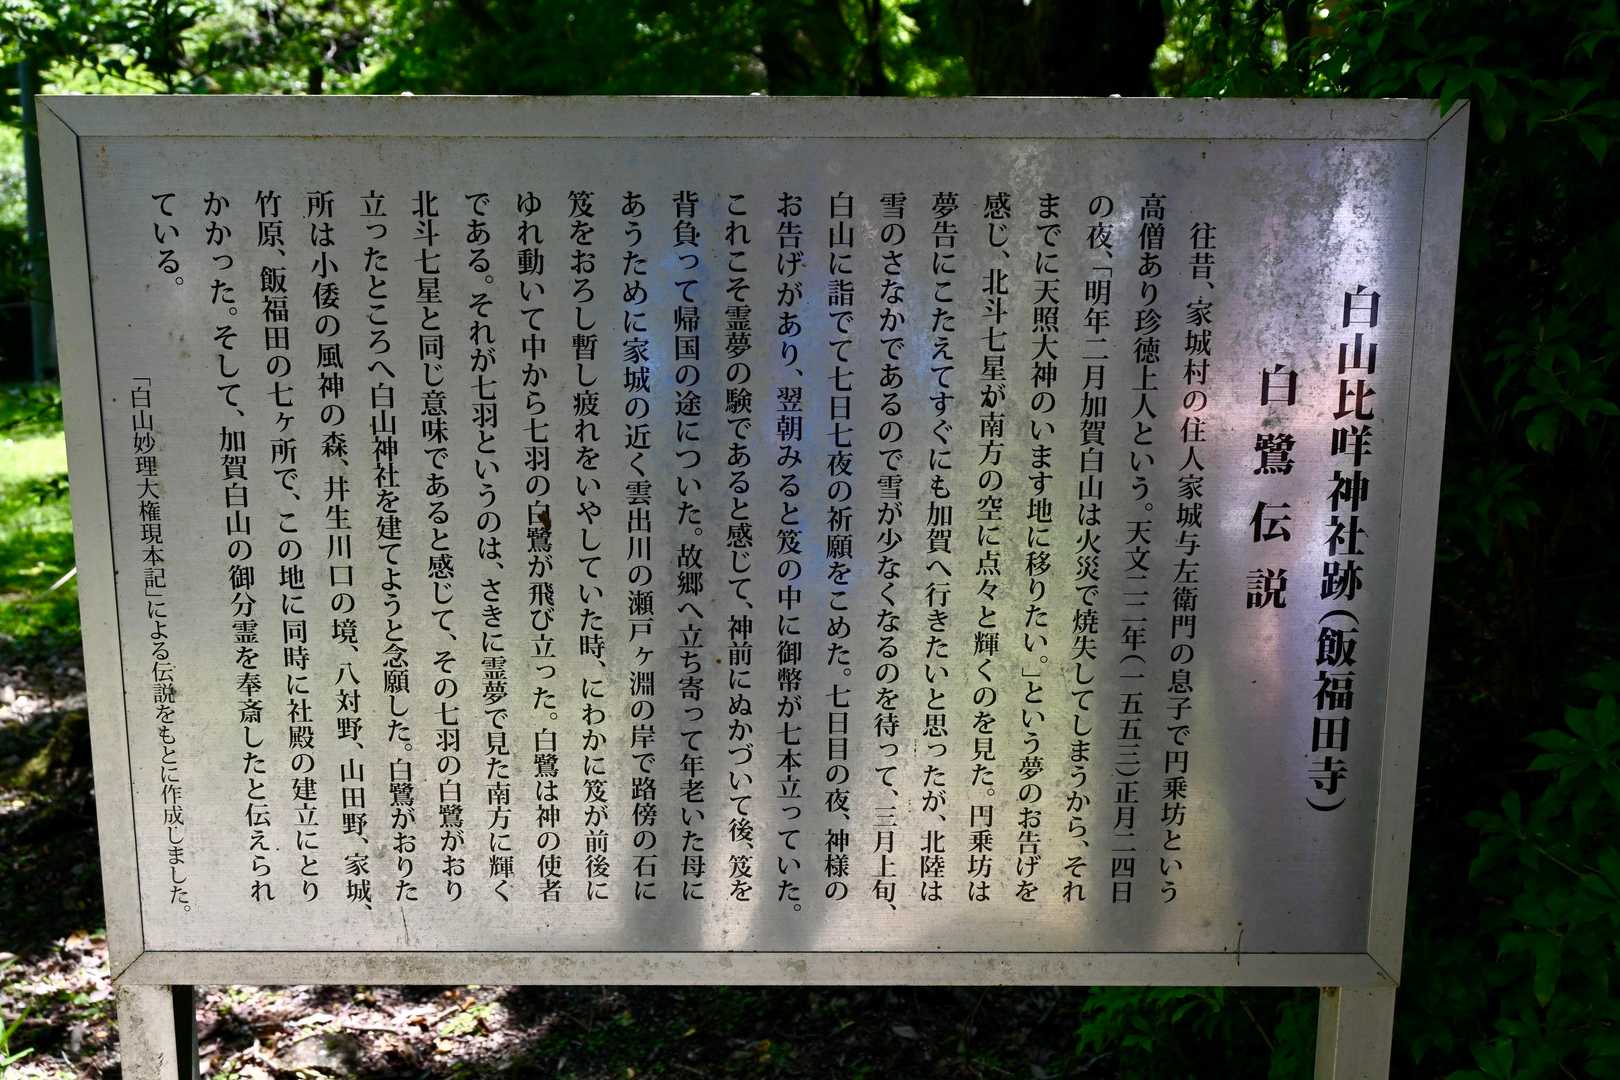 白山比咩神社跡(飯福田寺)
白鷺伝説
往昔、家城村の住人家城与左衛門の息子で円乗坊という
高僧あり珍徳上人という。天文二二年(一五五三)正月二四日
の夜、「明年二月加賀白山は火災で焼失してしまうから、それ
までに天照大神のいます地に移りたい。」という夢のお告げを
感じ、北斗七星が南方の空に点々と輝くのを見た。円乗坊は
夢告にこたえてすぐにも加賀へ行きたいと思ったが、北陸は
雪のさなかであるので雪が少なくなるのを待って、三月上旬、
白山に詣でて七日七夜の祈願をこめた。七日目の夜、神様の
お告げがあり、翌朝みると笈の中に御幣が七本立っていた。
これこそ霊夢の験であると感じて、神前にぬかづいて後、笈を
背負って帰国の途についた。故郷へ立ち寄って年老いた母に
あうために家城の近く雲出川の瀬戸ヶ淵の岸で路傍の石に
笈をおろし暫し疲れをいやしていた時、にわかに笈が前後に
ゆれ動いて中から七羽の白鷺が飛び立った。白鷺は神の使者
である。それが七羽というのは、さきに霊夢で見た南方に輝く
北斗七星と同じ意味であると感じて、その七羽の白鷺がおり
立ったところへ白山神社を建てようと念願した。白鷺がおりた
所は小倭の風神の森、井生川口の境、八対野、山田野、家城、
竹原、飯福田の七ヶ所で、この地に同時に社殿の建立にとり
かかった。そして、加賀白山の御分霊を奉斎したと伝えられ
ている。
「白山妙理大権現本記」による伝説をもとに作成しました。